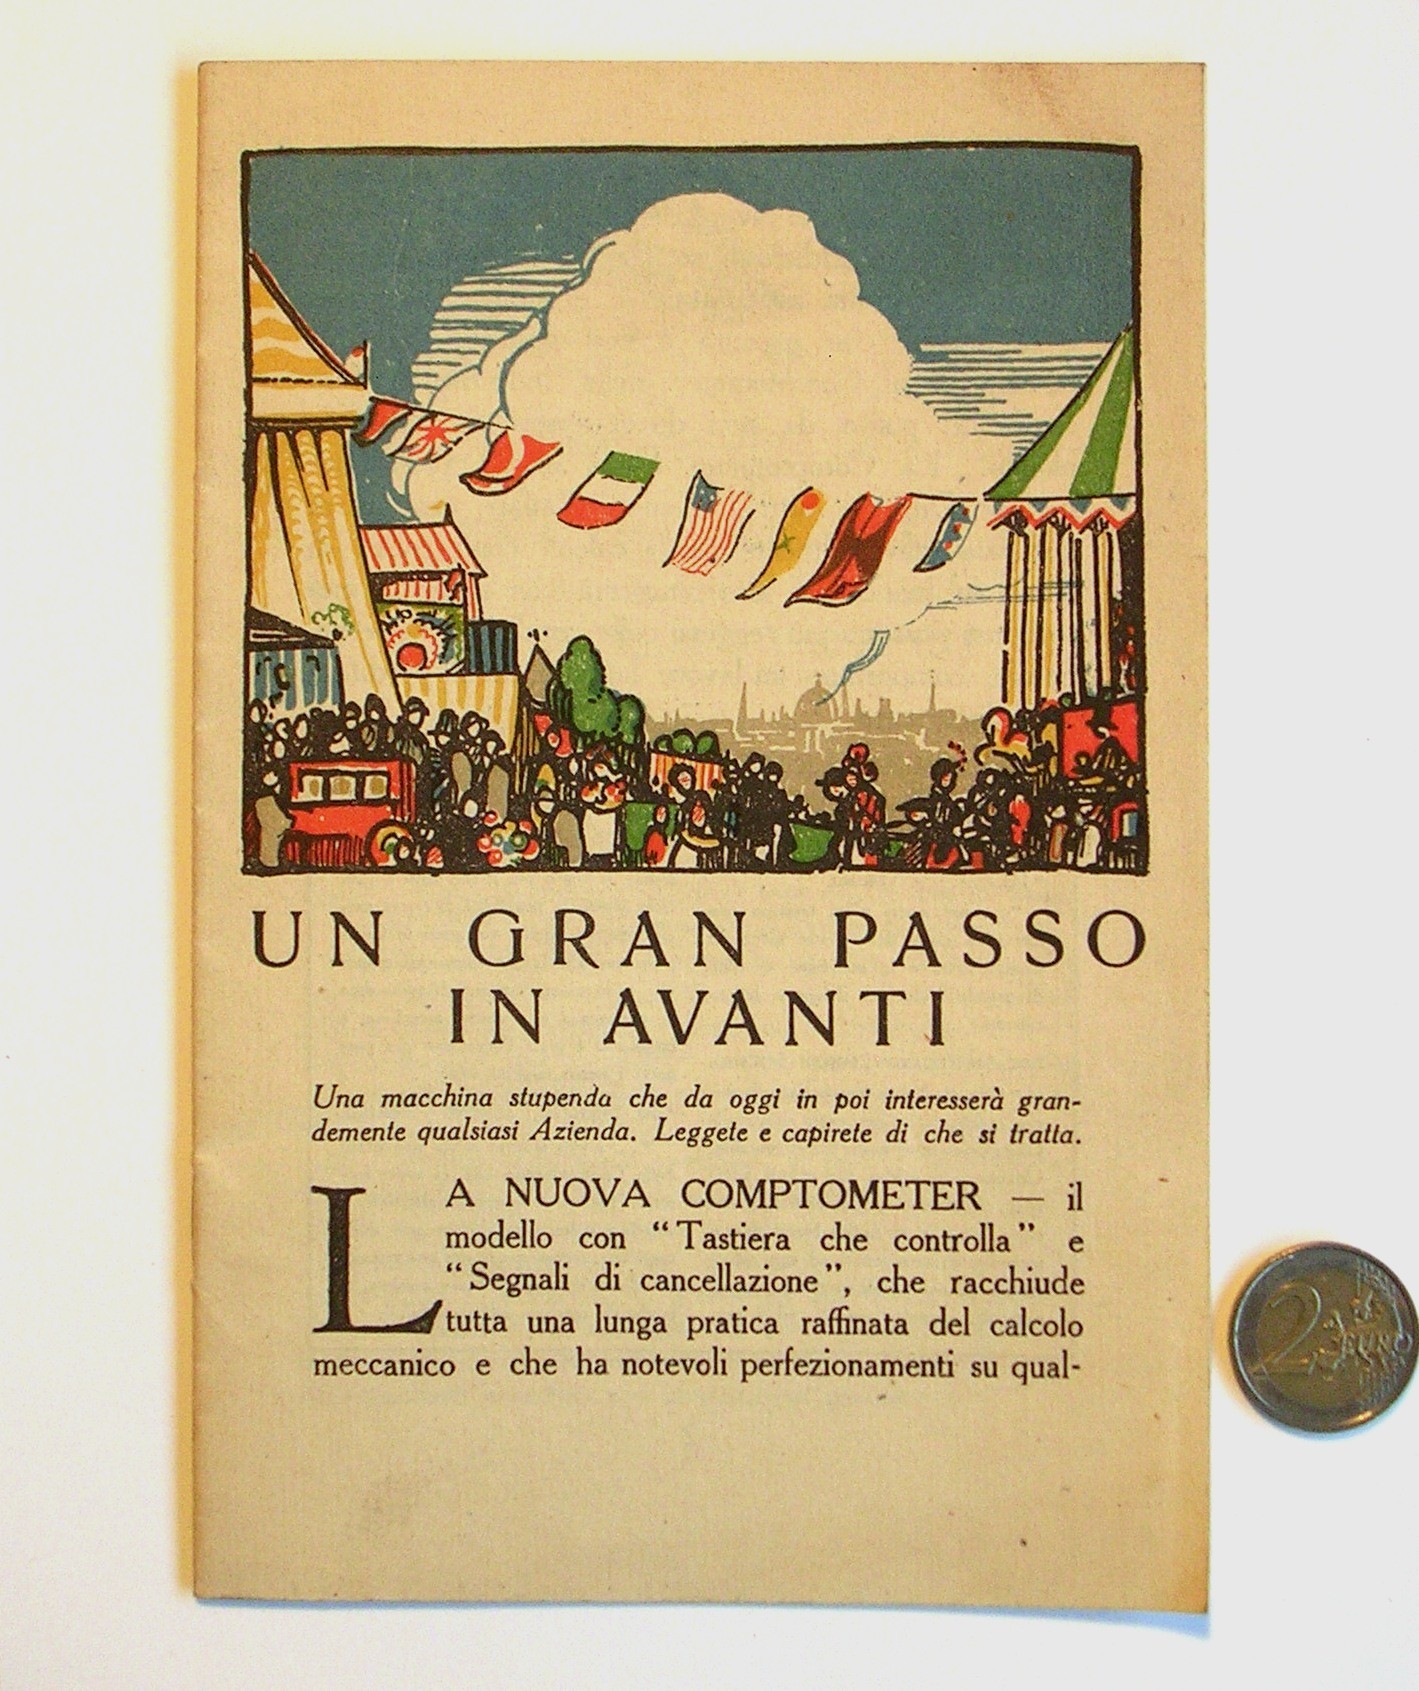 UN GRAN PASSO
IN AVANTI
Una macchina stupenda che da oggi in poi interesserà gran-
demente qualsiasi Azienda. Leggete e capirete di che si tratta.
LA NUOVA COMPTOMETER — il
modello con “Tastiera che controlla” e
“Segnali di cancellazione”, che racchiude
tutta una lunga pratica raffinata del calcolo
meccanico e che ha notevoli perfezionamenti su qual-
2 EURO